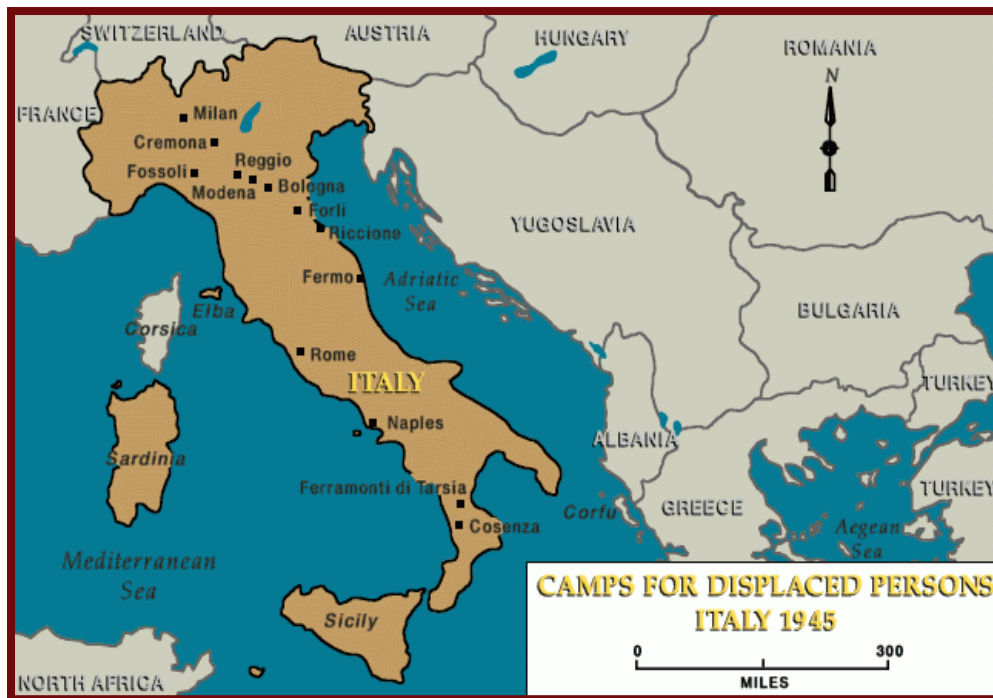 SWITZERLAND
AUSTRIA
HUNGARY
ROMANIA
N
FRANCE
Milan
Cremona
Fossoli
Reggio
Modena
Bologna
Forli
Riccione
YUGOSLAVIA
Fermo
Adriatic
Sea
Elba
Corsica
BULGARIA
Rome
ITALY
TURKEY
Naples
ALBANIA
Sardinia
Ferramonti di Tarsia
Cosenza
Corfu
GREECE
TURKEY
Aegean
Sea
Mediterranean
Sea
Sicily
NORTH AFRICA
CAMPS FOR DISPLACED PERSONS
ITALY 1945
0 300
MILES